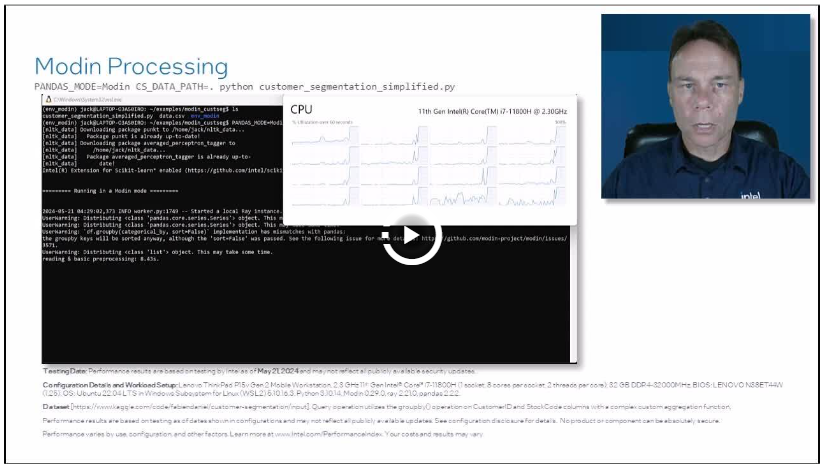 Modin Processing
PANDAS_MODE=Modin CS_DATA_PATH=. python customer_segmentation_simplified.py
C:\Windows\System32\cmd.exe
(env_modin) jack@LAPTOP-G3AS0IRD: ~/examples/modin_custseg$ ls
customer_segmentation_simplified.py data.csv env_modin
(env_modin) jack@LAPTOP-G3AS0IRD: ~/examples/modin_custseg$ PANDAS_MODE=Modi
[nltk_data] Downloading package punkt to /home/jack/nltk_data...
[nltk_data] Package punkt is already up-to-date!
[nltk_data] Downloading package averaged_perceptron_tagger to
[nltk_data] /home/jack/nltk_data...
[nltk_data] Package averaged_perceptron_tagger is already up-to-
[nltk_data] date!
Intel(R) Extension for Scikit-learn* enabled (https://github.com/intel/sciki
========= Running in a Modin mode =========
2024-05-21 04:29:02,373 INFO worker.py:1749 -- Started a local Ray instance.
UserWarning: Distributing <class 'pandas.core.series.Series'> object. This m
UserWarning: Distributing <class 'pandas.core.series.Series'> object. This may take some time.
UserWarning: `df.groupby(categorical_by, sort=False)` implementation has mismatches with pandas:
the groupby keys will be sorted anyway, although the 'sort=False' was passed. See the following issue for more details: https://github.com/modin-project/modin/issues/
3571.
UserWarning: Distributing <class 'list'> object. This may take some time.
reading & basic preprocessing: 8.43s.
CPU
11th Gen Intel(R) Core(TM) i7-11800H @ 2.30GHz
% Utilization over 60 seconds
100%
intel
Testing Date: Performance results are based on testing by Intel as of May 21, 2024 and may not reflect all publicly available security updates.
Configuration Details and Workload Setup: Lenovo ThinkPad P15v Gen 2 Mobile Workstation, 2.3 GHz 11th Gen Intel® Core™ i7-11800H (1 socket, 8 cores per socket, 2 threads per core); 32 GB DDR4-3200MHz BIOS: LENOVO N38ET44W
(1.25), OS: Ubuntu 22.04 LTS in Windows Subsystem for Linux (WSL2) 5.10.16.3; Python 3.10.14, Modin 0.29.0, ray 2.21.0, pandas 2.2.2.
Dataset [https://www.kaggle.com/code/fabiendaniel/customer-segmentation/input]. Query operation utilizes the groupby() operation on CustomerID and StockCode columns with a complex custom aggregation function.
Performance results are based on testing as of dates shown in configurations and may not reflect all publicly available updates. See configuration disclosure for details. No product or component can be absolutely secure.
Performance varies by use, configuration, and other factors. Learn more at www.Intel.com/PerformanceIndex. Your costs and results may vary.